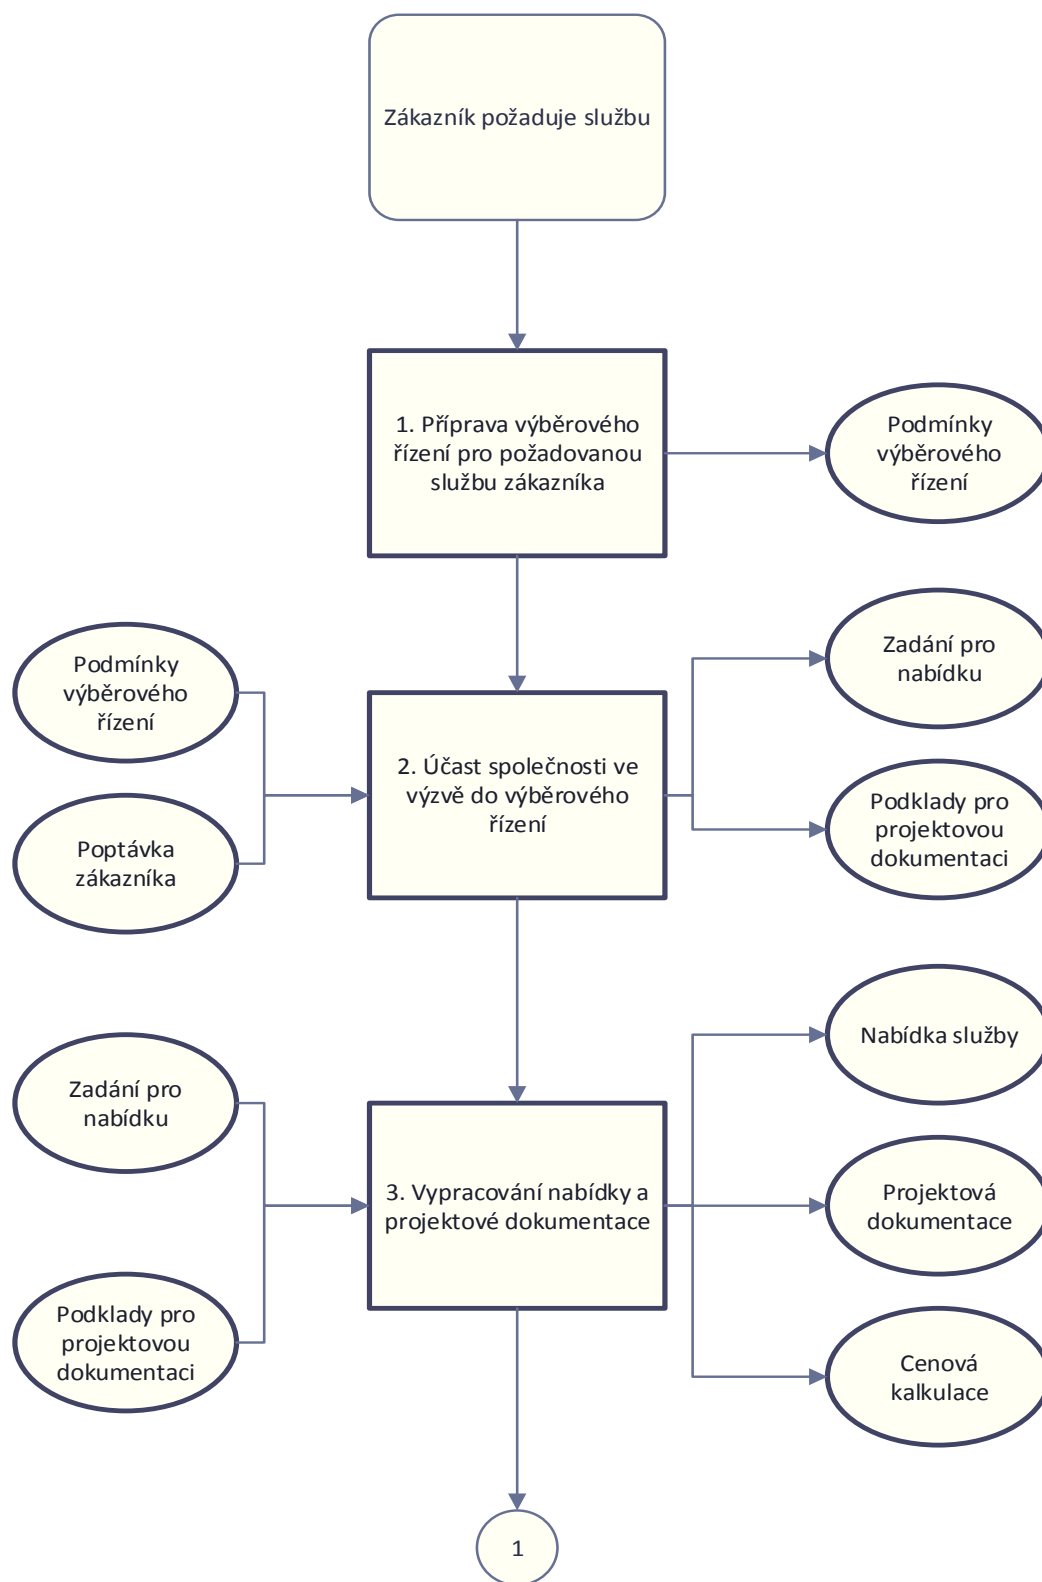 Zákazník požaduje službu
1. Příprava výběrového
řízení pro požadovanou
službu zákazníka
Podmínky
výběrového
řízení
Podmínky
výběrového
řízení
Poptávka
zákazníka
2. Účast společnosti ve
výzvě do výběrového
řízení
Zadání pro
nabídku
Podklady pro
projektovou
dokumentaci
Zadání pro
nabídku
Podklady pro
projektovou
dokumentaci
3. Vypracování nabídky a
projektové dokumentace
Nabídka služby
Projektová
dokumentace
Cenová
kalkulace
1